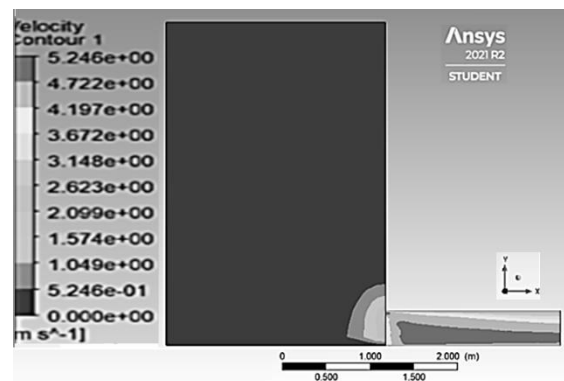 Velocity
Contour 1
5.246e+00
4.722e+00
4.197e+00
3.672e+00
3.148e+00
2.623e+00
2.099e+00
1.574e+00
1.049e+00
5.246e-01
0.000e+00
m s^-1]
Ansys
2021 R2
STUDENT
Y
X
0 1.000 2.000 (m)
0.500 1.500